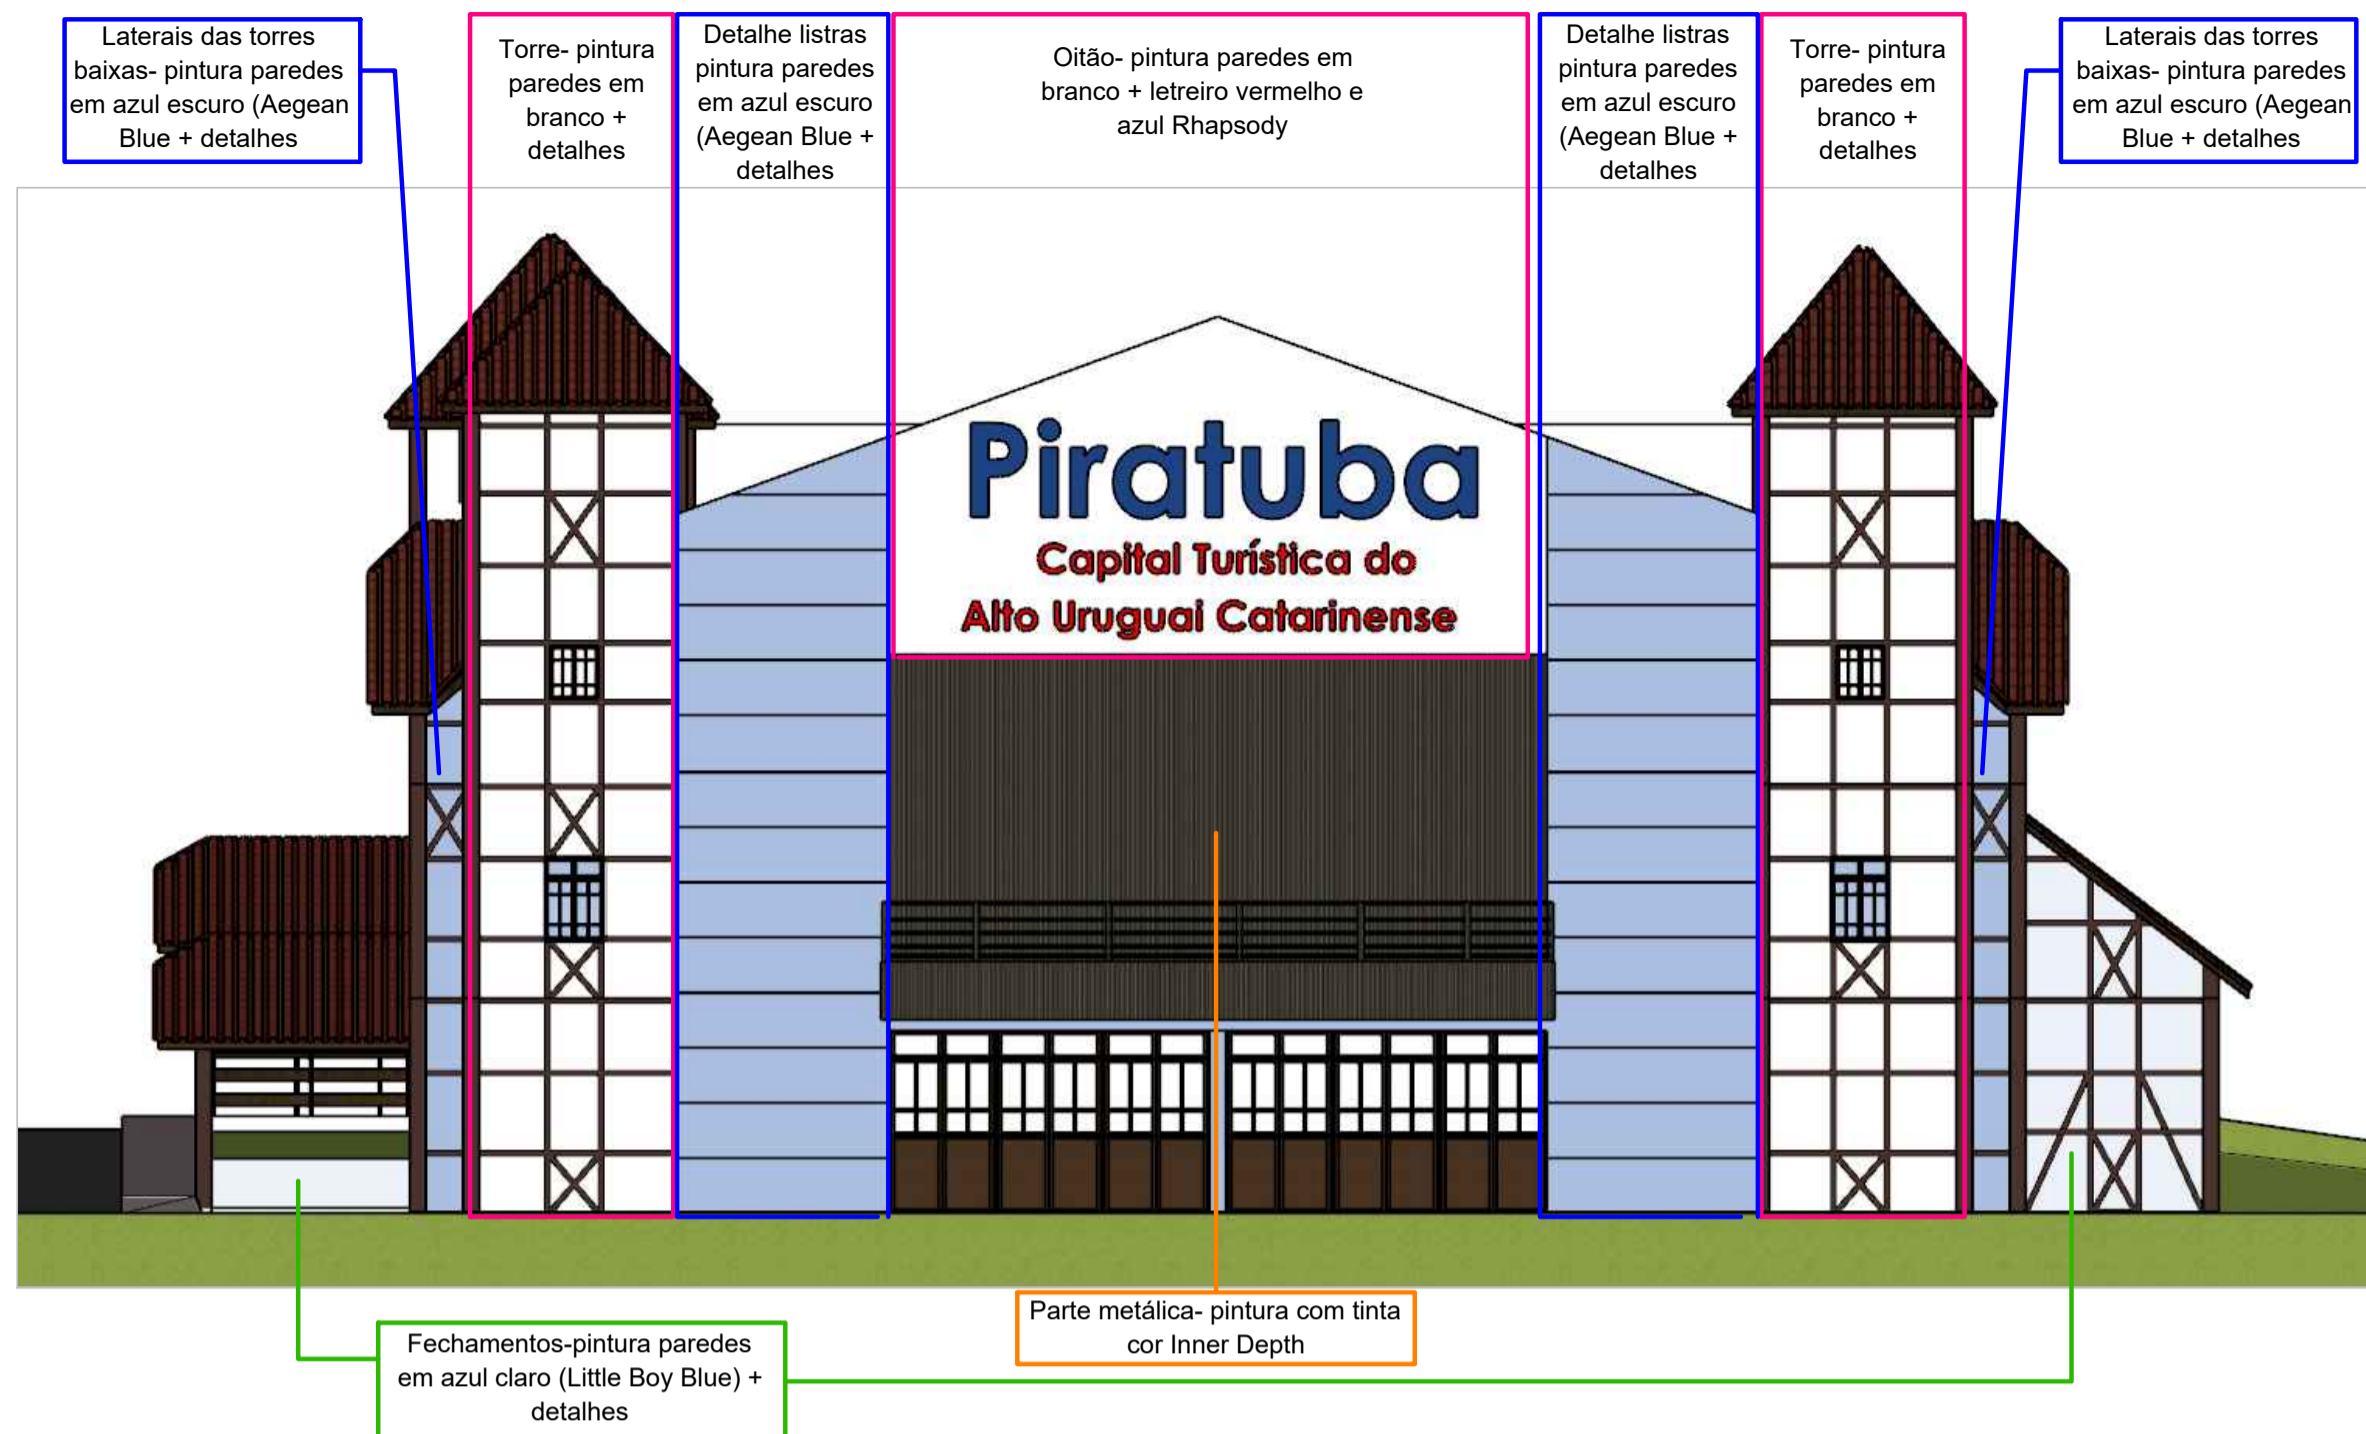 Laterais das torres
baixas- pintura paredes
em azul escuro (Aegean
Blue + detalhes
Torre- pintura
paredes em
branco +
detalhes
Detalhe listras
pintura paredes
em azul escuro
(Aegean Blue +
detalhes
Oitão- pintura paredes em
branco + letreiro vermelho e
azul Rhapsody
Detalhe listras
pintura paredes
em azul escuro
(Aegean Blue +
detalhes
Torre- pintura
paredes em
branco +
detalhes
Laterais das torres
baixas- pintura paredes
em azul escuro (Aegean
Blue + detalhes
Piratuba
Capital Turística do
Alto Uruguai Catarinense
Parte metálica- pintura com tinta
cor Inner Depth
Fechamentos-pintura paredes
em azul claro (Little Boy Blue) +
detalhes